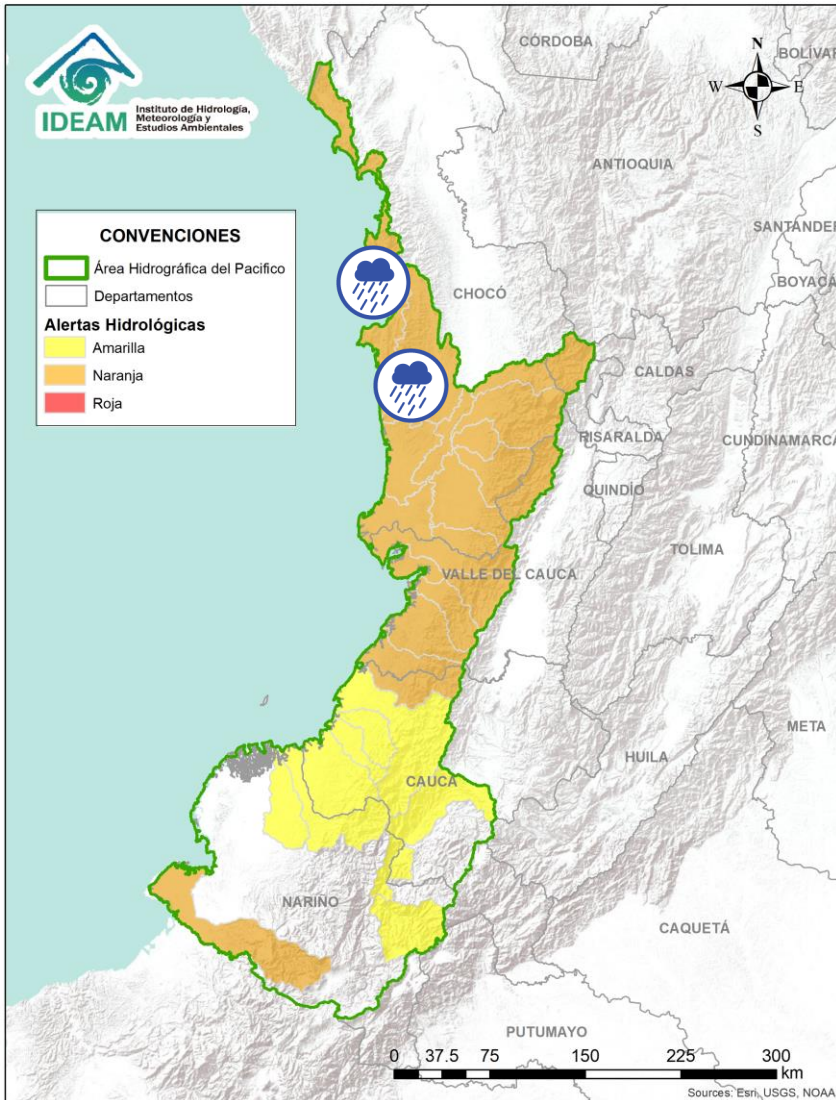 IDEAM
Instituto de Hidrología,
Meteorología y
Estudios Ambientales
CÓRDOBA
BOLÍVAR
N
W
E
S
ANTIOQUIA
SANTANDER
BOYACÁ
CONVENCIONES
Área Hidrográfica del Pacifico
Departamentos
Alertas Hidrológicas
Amarilla
Naranja
Roja
CHOCÓ
CALDAS
RISARALDA
CUNDINAMARCA
QUINDÍO
TOLIMA
VALLE DEL CAUCA
META
HUILA
CAUCA
NARIÑO
CAQUETÁ
PUTUMAYO
0 37.5 75 150 225 300
km
Sources: Esri, USGS, NOAA